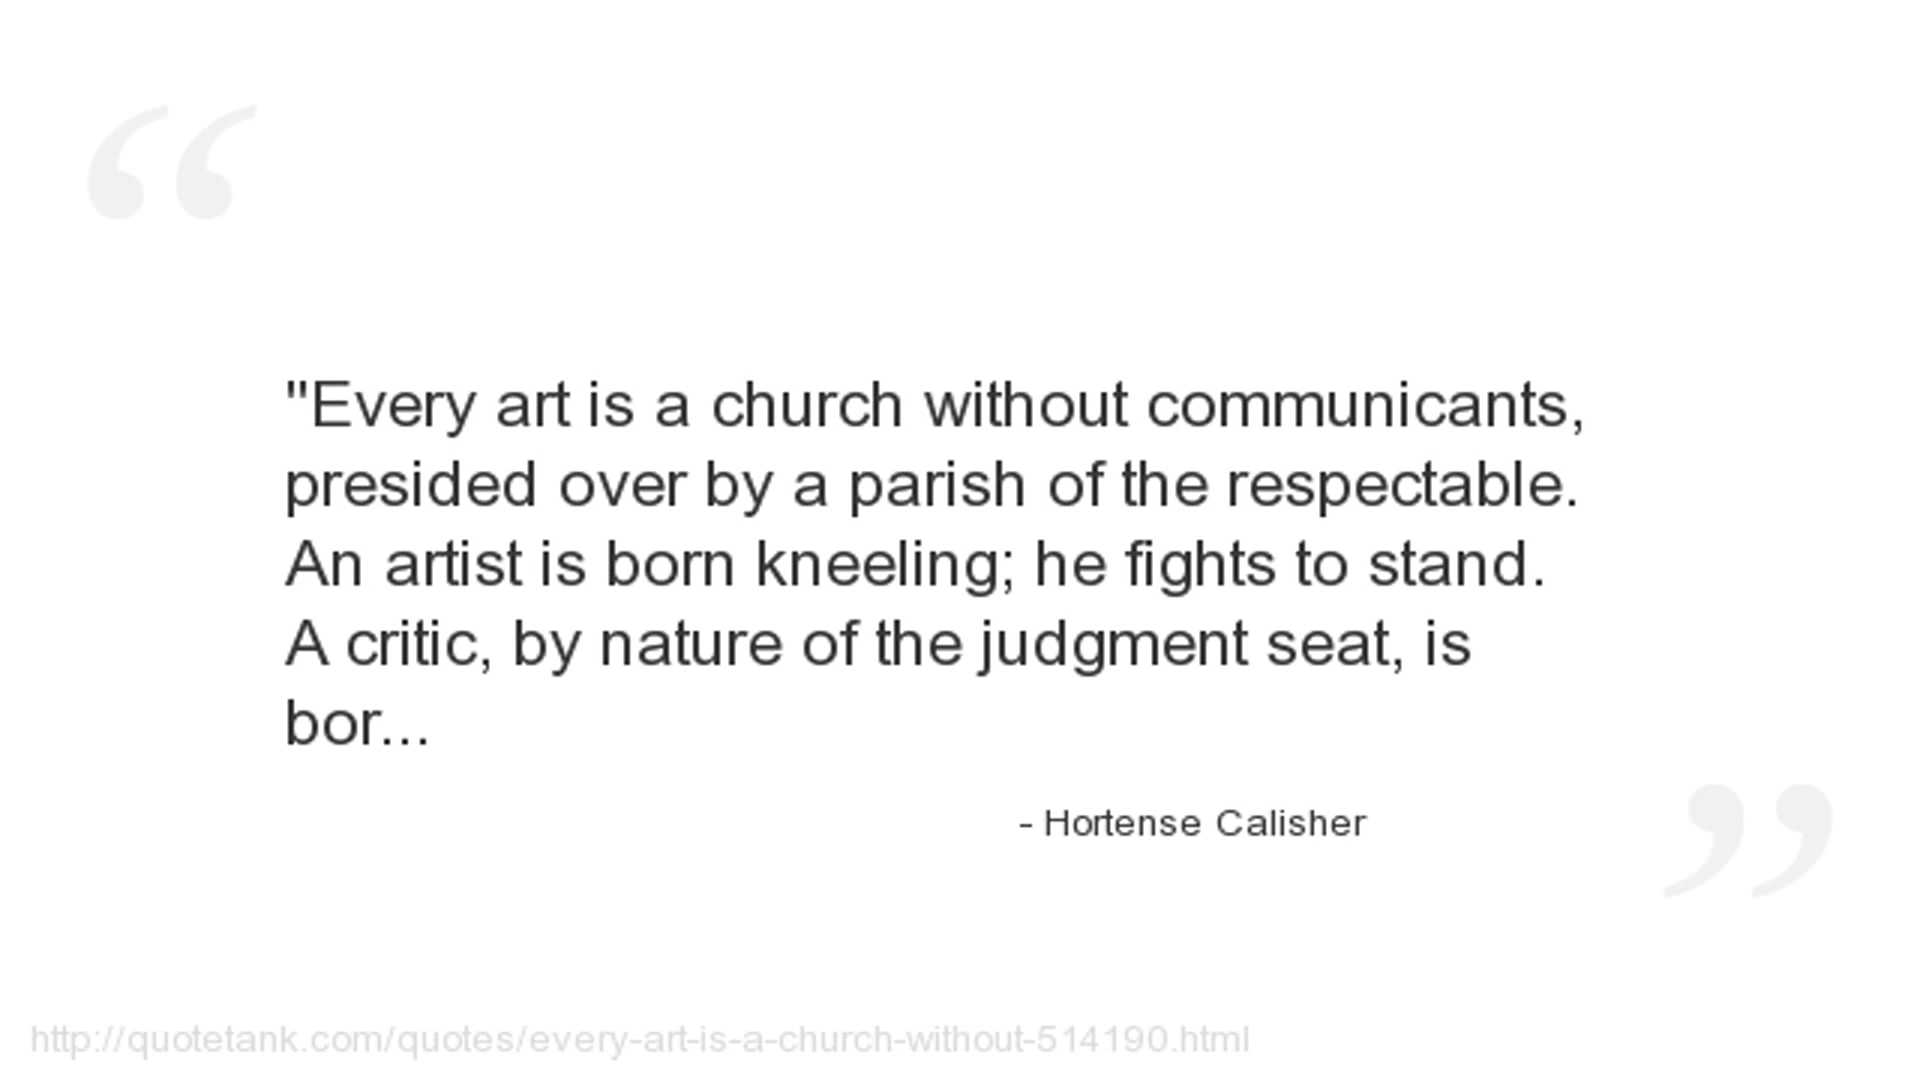 "Every art is a church without communicants,
presided over by a parish of the respectable.
An artist is born kneeling; he fights to stand.
A critic, by nature of the judgment seat, is
bor...
- Hortense Calisher
http://quotetank.com/quotes/every-art-is-a-church-without-514190.html